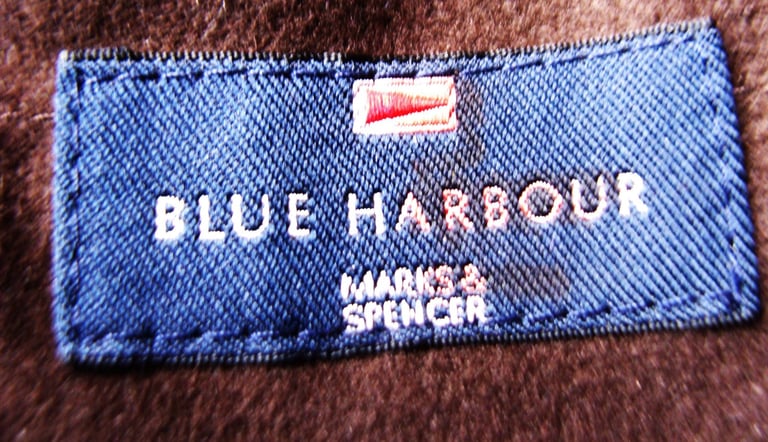 BLUE HARBOUR
MARKS &
SPENCER